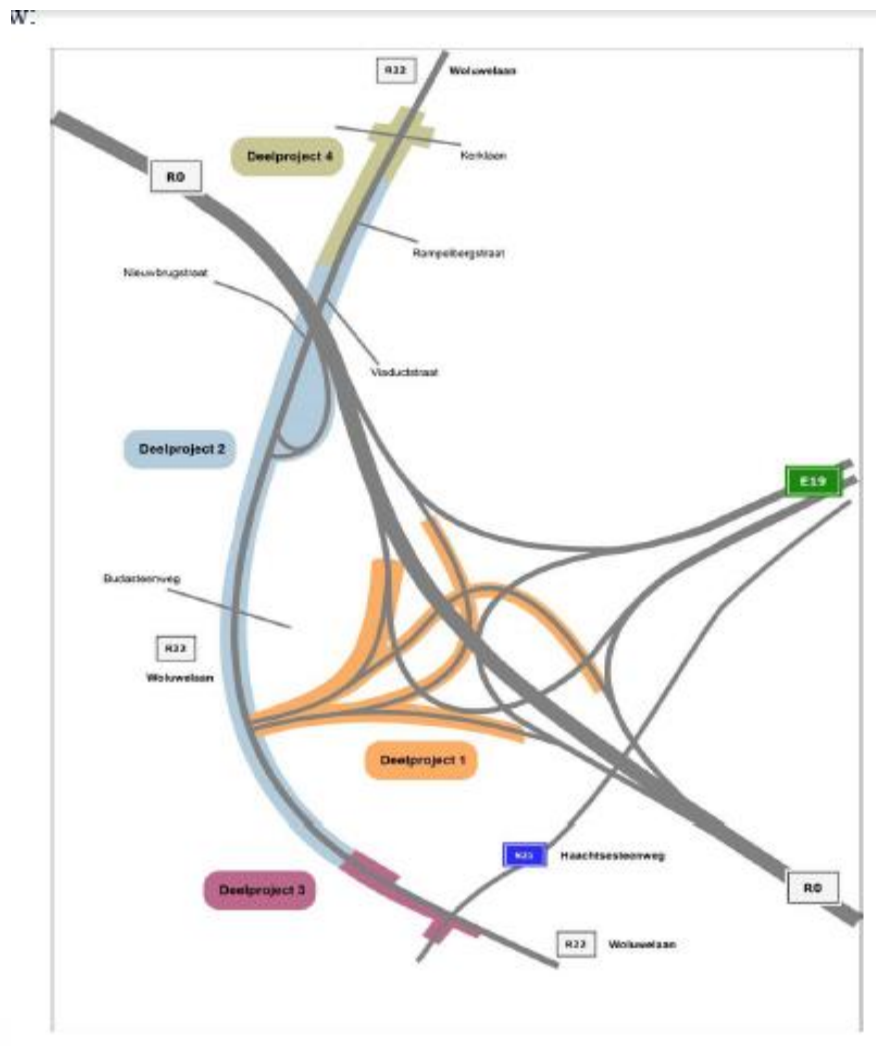 R22
Woluwelaan
Deelproject 4
Kerklaan
R0
Rampelbergstraat
Nieuwbrugstraat
Viaductstraat
Deelproject 2
E19
Budasteenweg
R22
Woluwelaan
Deelproject 1
N21
Haachtsesteenweg
Deelproject 3
R0
R22
Woluwelaan